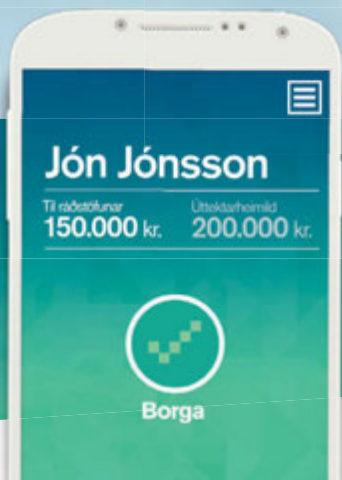 Jón Jónsson
Til ráðstöfunar Úttektarheimild
150.000 kr. 200.000 kr.
Borga